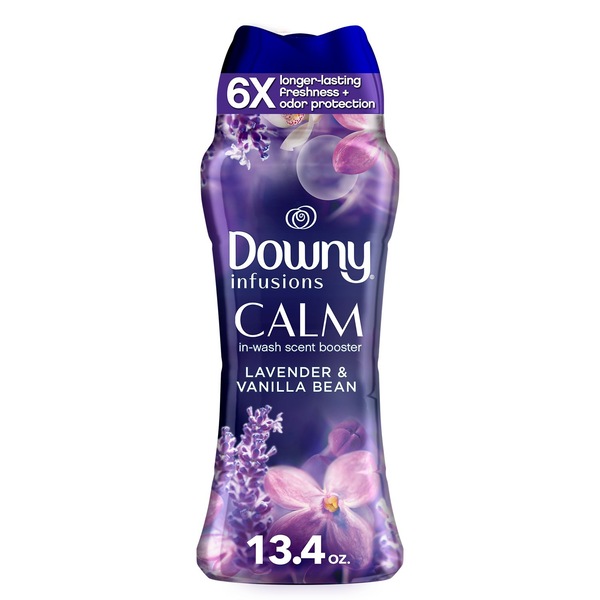 6X longer-lasting
freshness +
odor protection
Downy®
infusions
CALM
in-wash scent booster
LAVENDER &
VANILLA BEAN
13.4 oz.